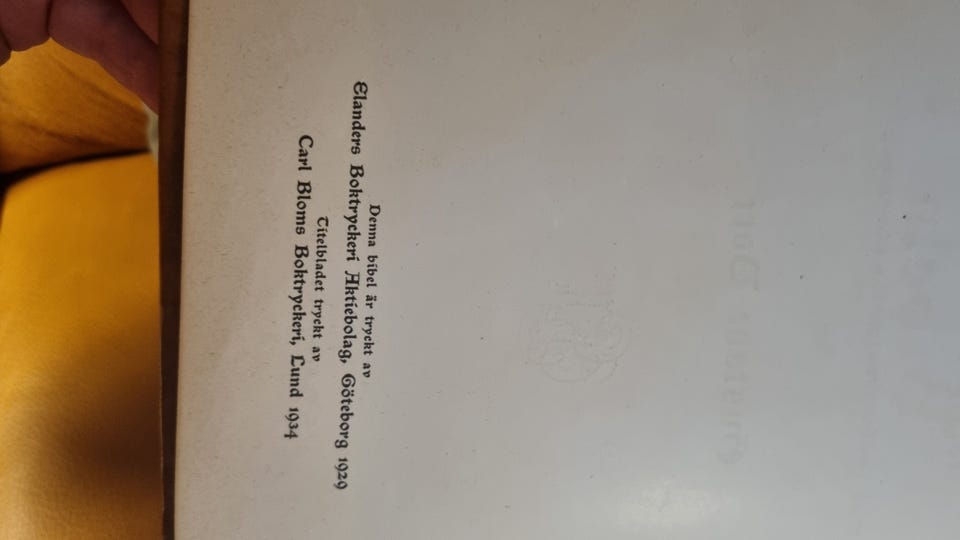 Denna bibel är tryckt av
Elanders Boktryckeri Aktiebolag, Göteborg 1929
Titelbladet tryckt av
Carl Bloms Boktryckeri, Lund 1934